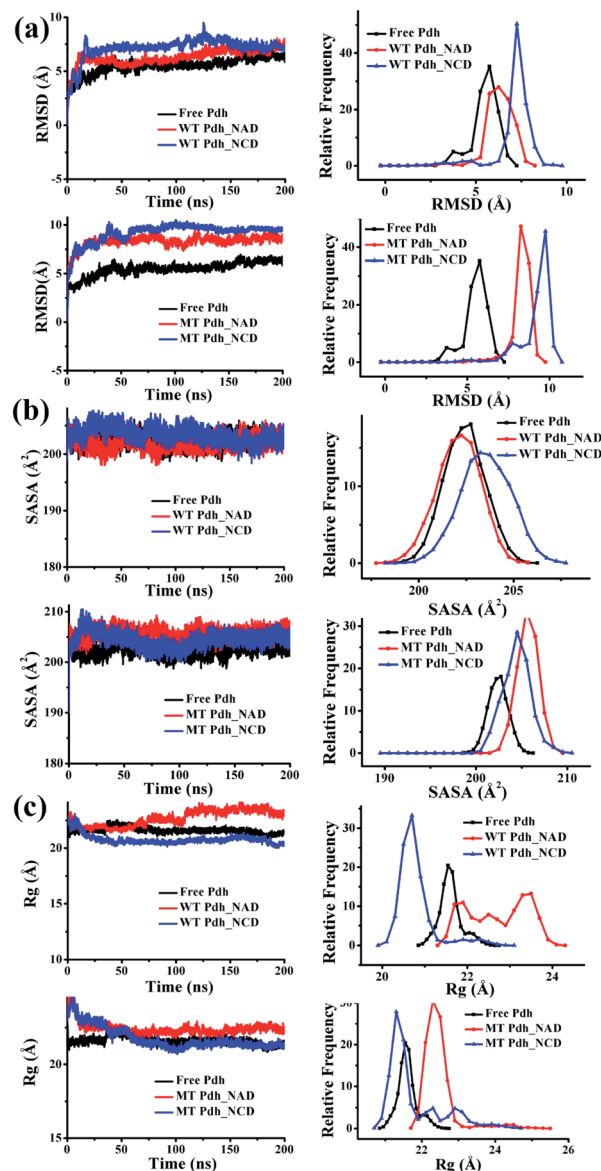 (a)
RMSD (Å)
10
5
0
5
0 50 100 150 200
Time (ns)
Free Pdh
WT Pdh_NAD
WT Pdh_NCD
Relative Frequency
40
20
0
0 5 10
RMSD (Å)
Free Pdh
WT Pdh_NAD
WT Pdh_NCD
RMSD(Å)
10
5
0
5
0 50 100 150 200
Time (ns)
Free Pdh
MT Pdh_NAD
MT Pdh_NCD
Relative Frequency
40
20
0
0 5 10
RMSD (Å)
Free Pdh
MT Pdh_NAD
MT Pdh_NCD
(b)
SASA (Å²)
200
190
180
0 50 100 150 200
Time (ns)
Free Pdh
WT Pdh_NAD
WT Pdh_NCD
Relative Frequency
10
0
200 205
SASA (Å²)
Free Pdh
WT Pdh_NAD
WT Pdh_NCD
SASA (Å²)
210
200
190
180
0 50 100 150 200
Time (ns)
Free Pdh
MT Pdh_NAD
MT Pdh_NCD
Relative Frequency
30
20
10
0
190 200 210
SASA (Å²)
Free Pdh
MT Pdh_NAD
MT Pdh_NCD
(c)
Rg (Å)
20
15
10
0 50 100 150 200
Time (ns)
Free Pdh
WT Pdh_NAD
WT Pdh_NCD
Relative Frequency
30
20
10
0
20 22 24
Rg (Å)
Free Pdh
WT Pdh_NAD
WT Pdh_NCD
Rg (Å)
20
0 50 100 150 200
Time (ns)
Free Pdh
MT Pdh_NAD
MT Pdh_NCD
Relative Frequency
30
20
10
0
22 24 26
Rg (Å)
Free Pdh
MT Pdh_NAD
MT Pdh_NCD